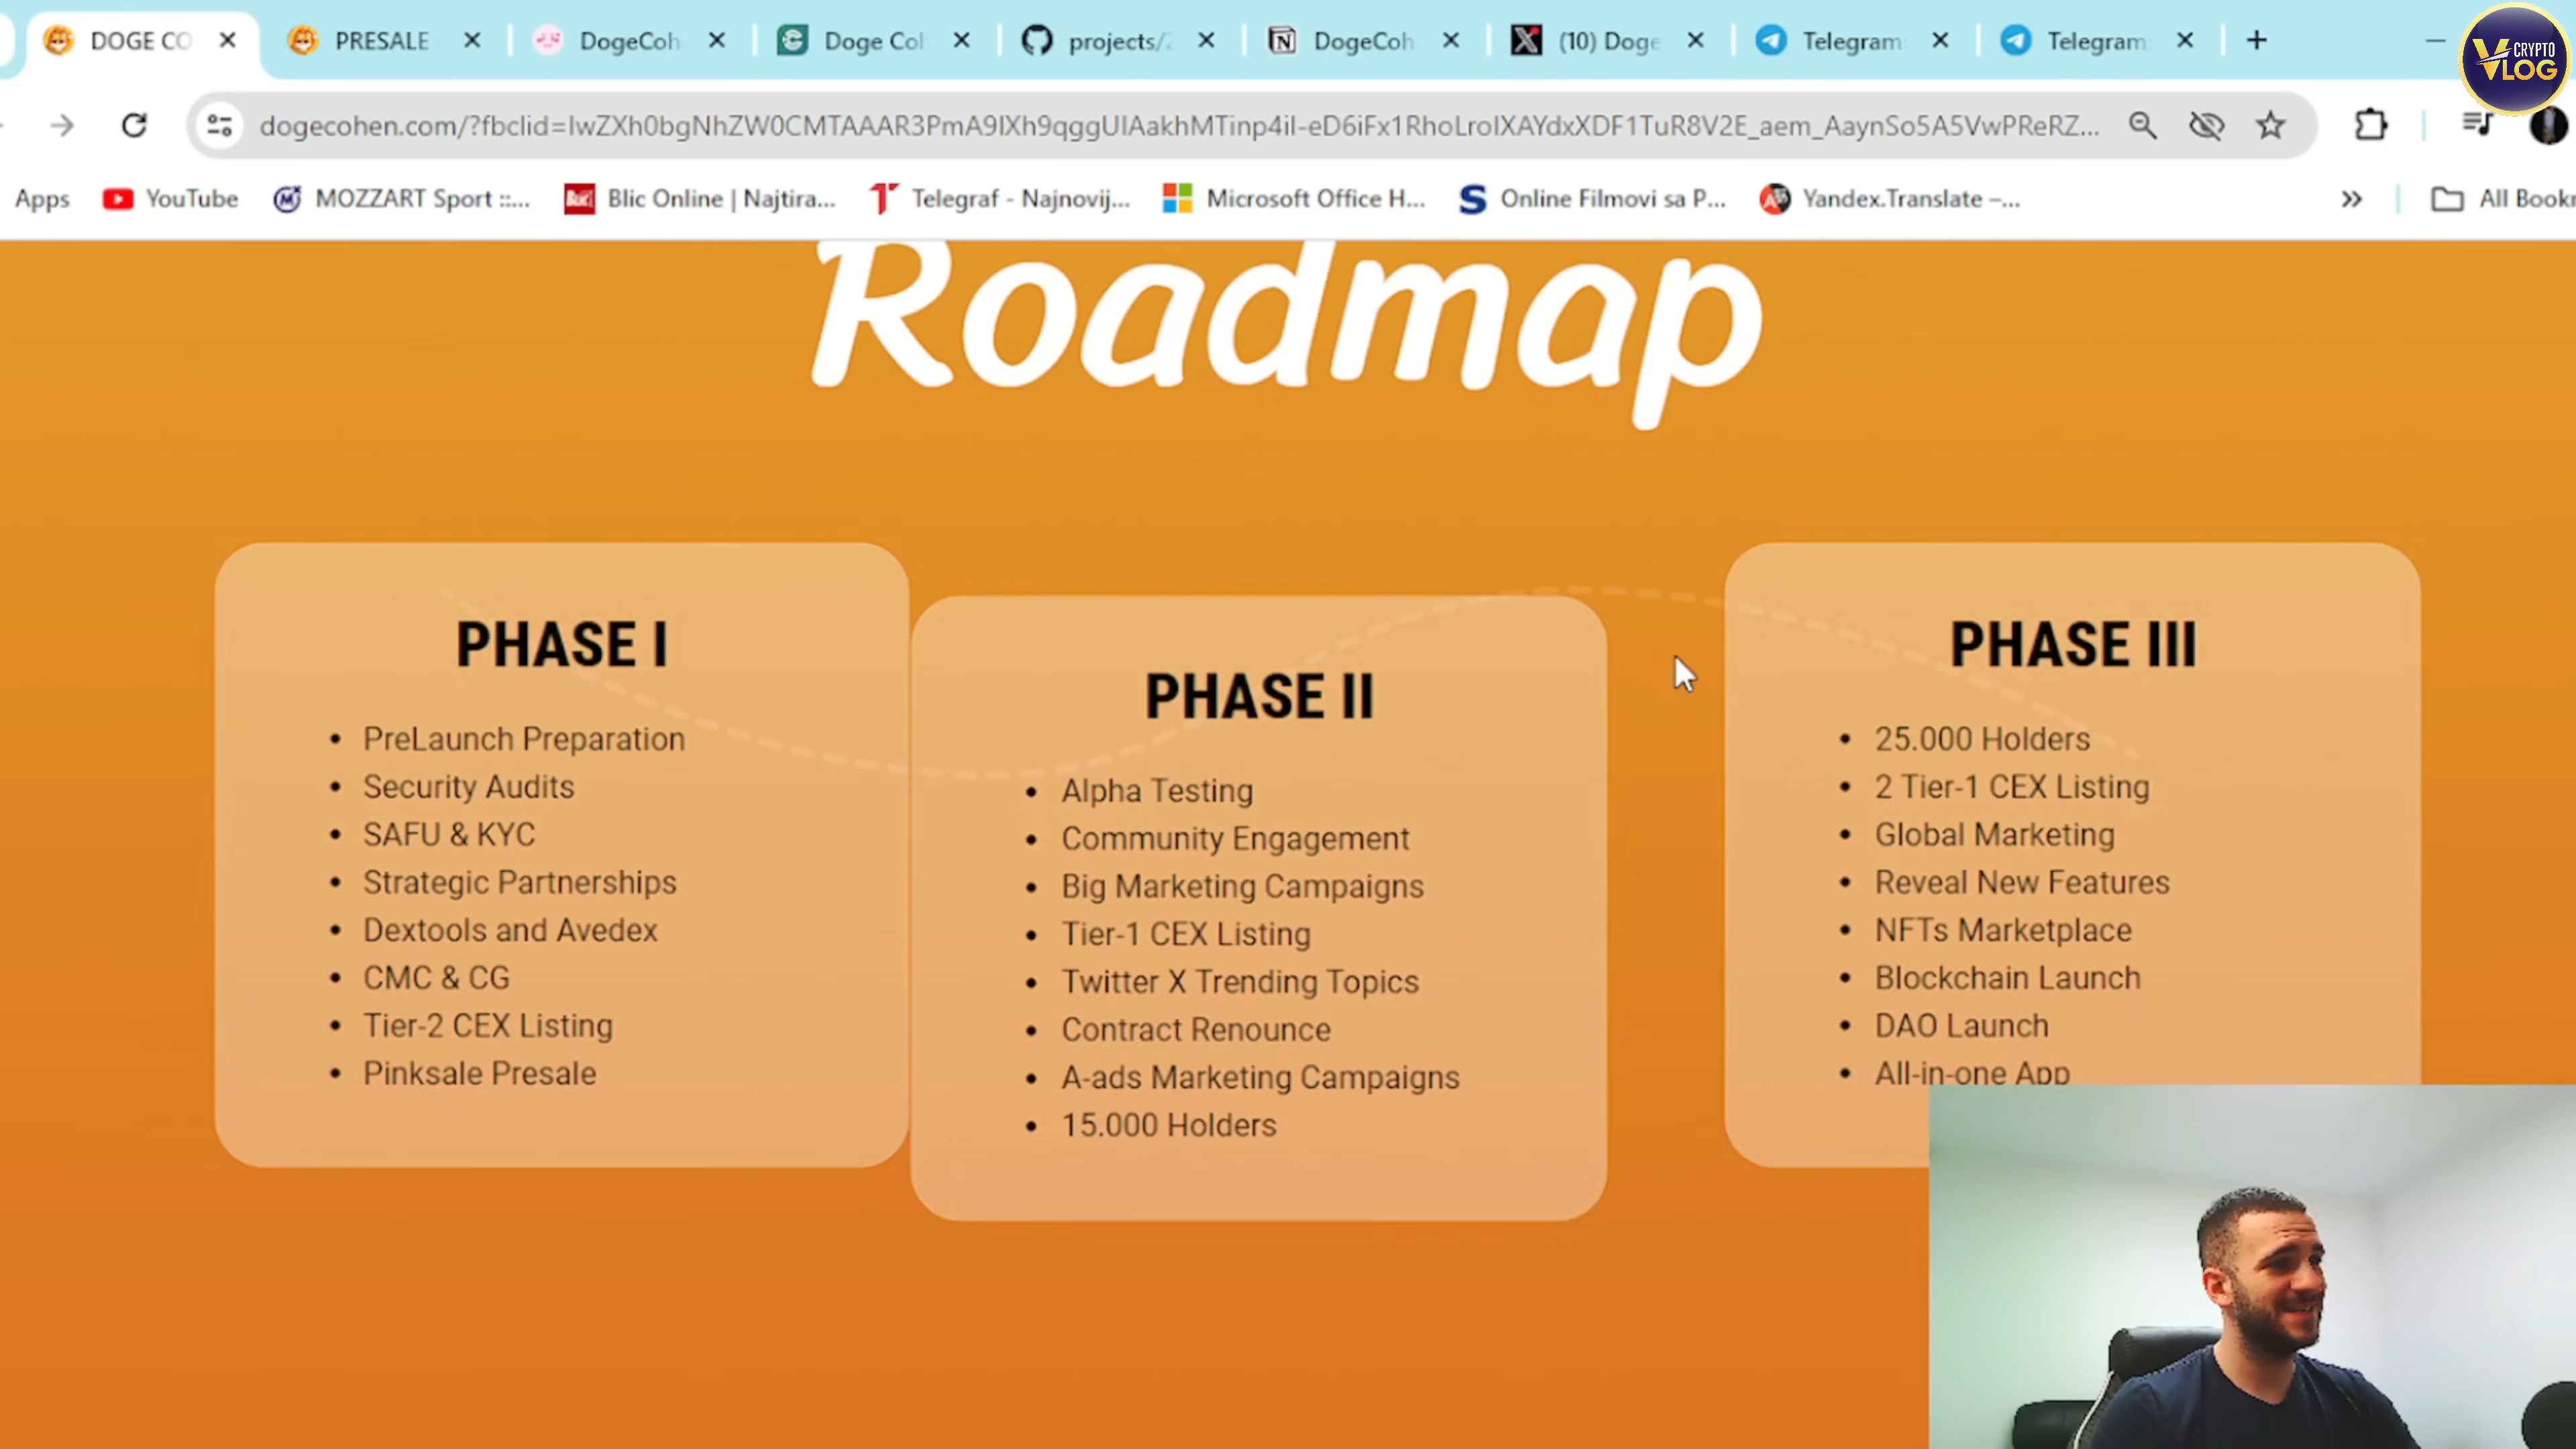 DOGE CO
PRESALE
DogeCoh
Doge Col
projects/2
DogeCoh
(10) Doge
Telegram:
Telegram
CRYPTO
VLOG
dogecohen.com/?fbclid=IwZXh0bgNhZW0CMTAAAR3PmA9IXh9qggUIAakhMTinp4iI-eD6iFx1RhoLroIXAYdxXDF1TuR8V2E_aem_AaynSo5A5VwPReRZ...
Apps
YouTube
MOZZART Sport ::...
Blic Online | Najtira...
Telegraf - Najnovij...
Microsoft Office H...
Online Filmovi sa P...
Yandex.Translate –...
All Bookr
Roadmap
PHASE I
PreLaunch Preparation
Security Audits
SAFU & KYC
Strategic Partnerships
Dextools and Avedex
CMC & CG
Tier-2 CEX Listing
Pinksale Presale
PHASE II
Alpha Testing
Community Engagement
Big Marketing Campaigns
Tier-1 CEX Listing
Twitter X Trending Topics
Contract Renounce
A-ads Marketing Campaigns
15.000 Holders
PHASE III
25.000 Holders
2 Tier-1 CEX Listing
Global Marketing
Reveal New Features
NFTs Marketplace
Blockchain Launch
DAO Launch
All-in-one App